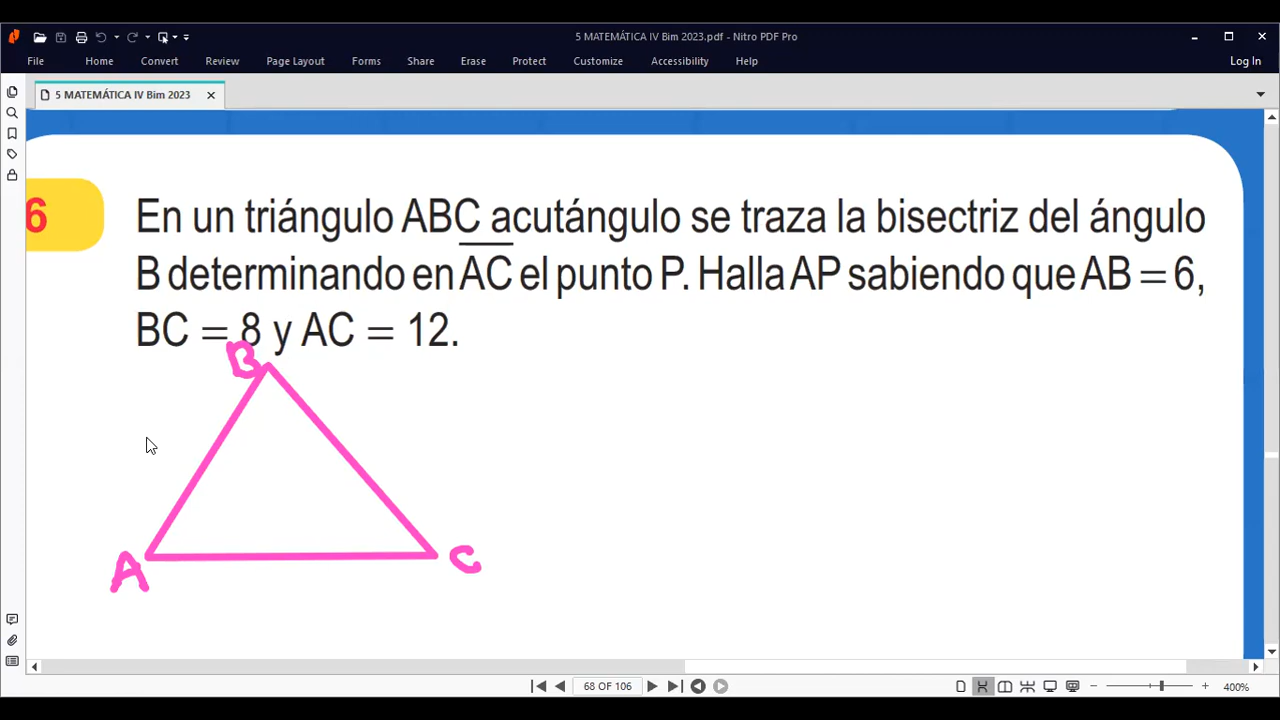 5 MATEMÁTICA IV Bim 2023.pdf - Nitro PDF Pro
File Home Convert Review Page Layout Forms Share Erase Protect Customize Accessibility Help Log In
5 MATEMÁTICA IV Bim 2023
6 En un triángulo ABC acutángulo se traza la bisectriz del ángulo
B determinando en AC el punto P. Halla AP sabiendo que AB = 6,
BC = 8 y AC = 12.
B
A C
68 OF 106 400%